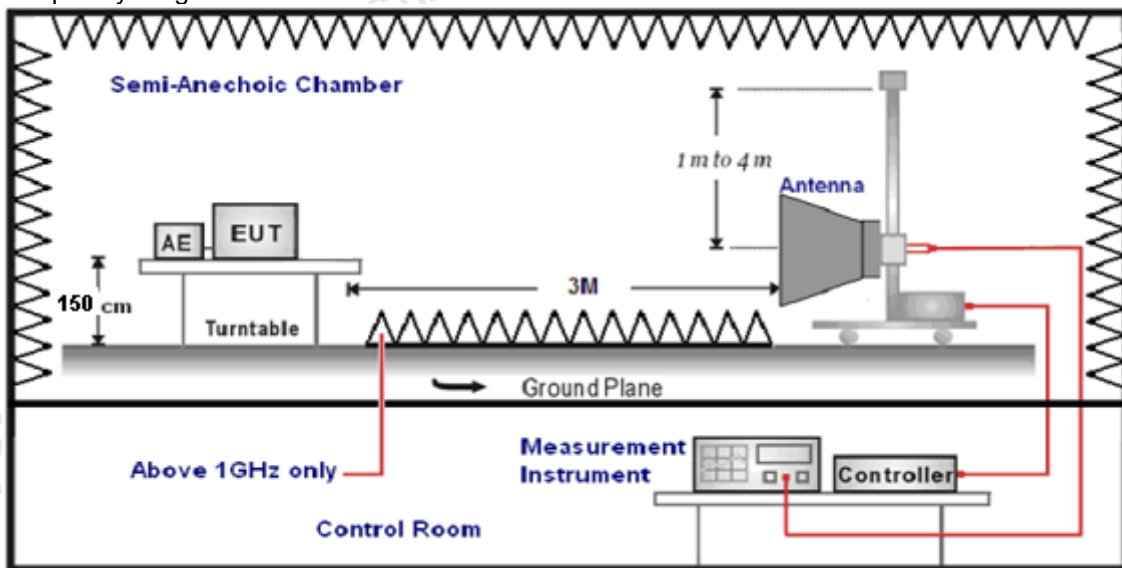 Semi-Anechoic Chamber
1 m to 4 m
Antenna
AE
EUT
150 cm
3M
Turntable
Ground Plane
Above 1GHz only
Measurement
Instrument
Controller
Control Room